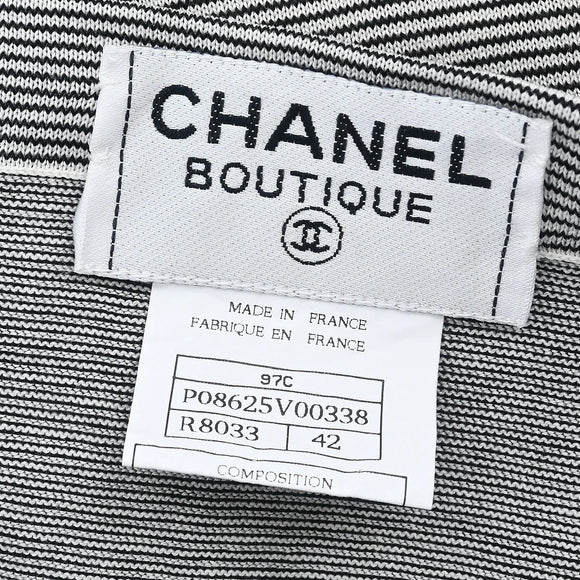 CHANEL
BOUTIQUE
MADE IN FRANCE
FABRIQUE EN FRANCE
97C
P08625V00338
R8033 42
COMPOSITION